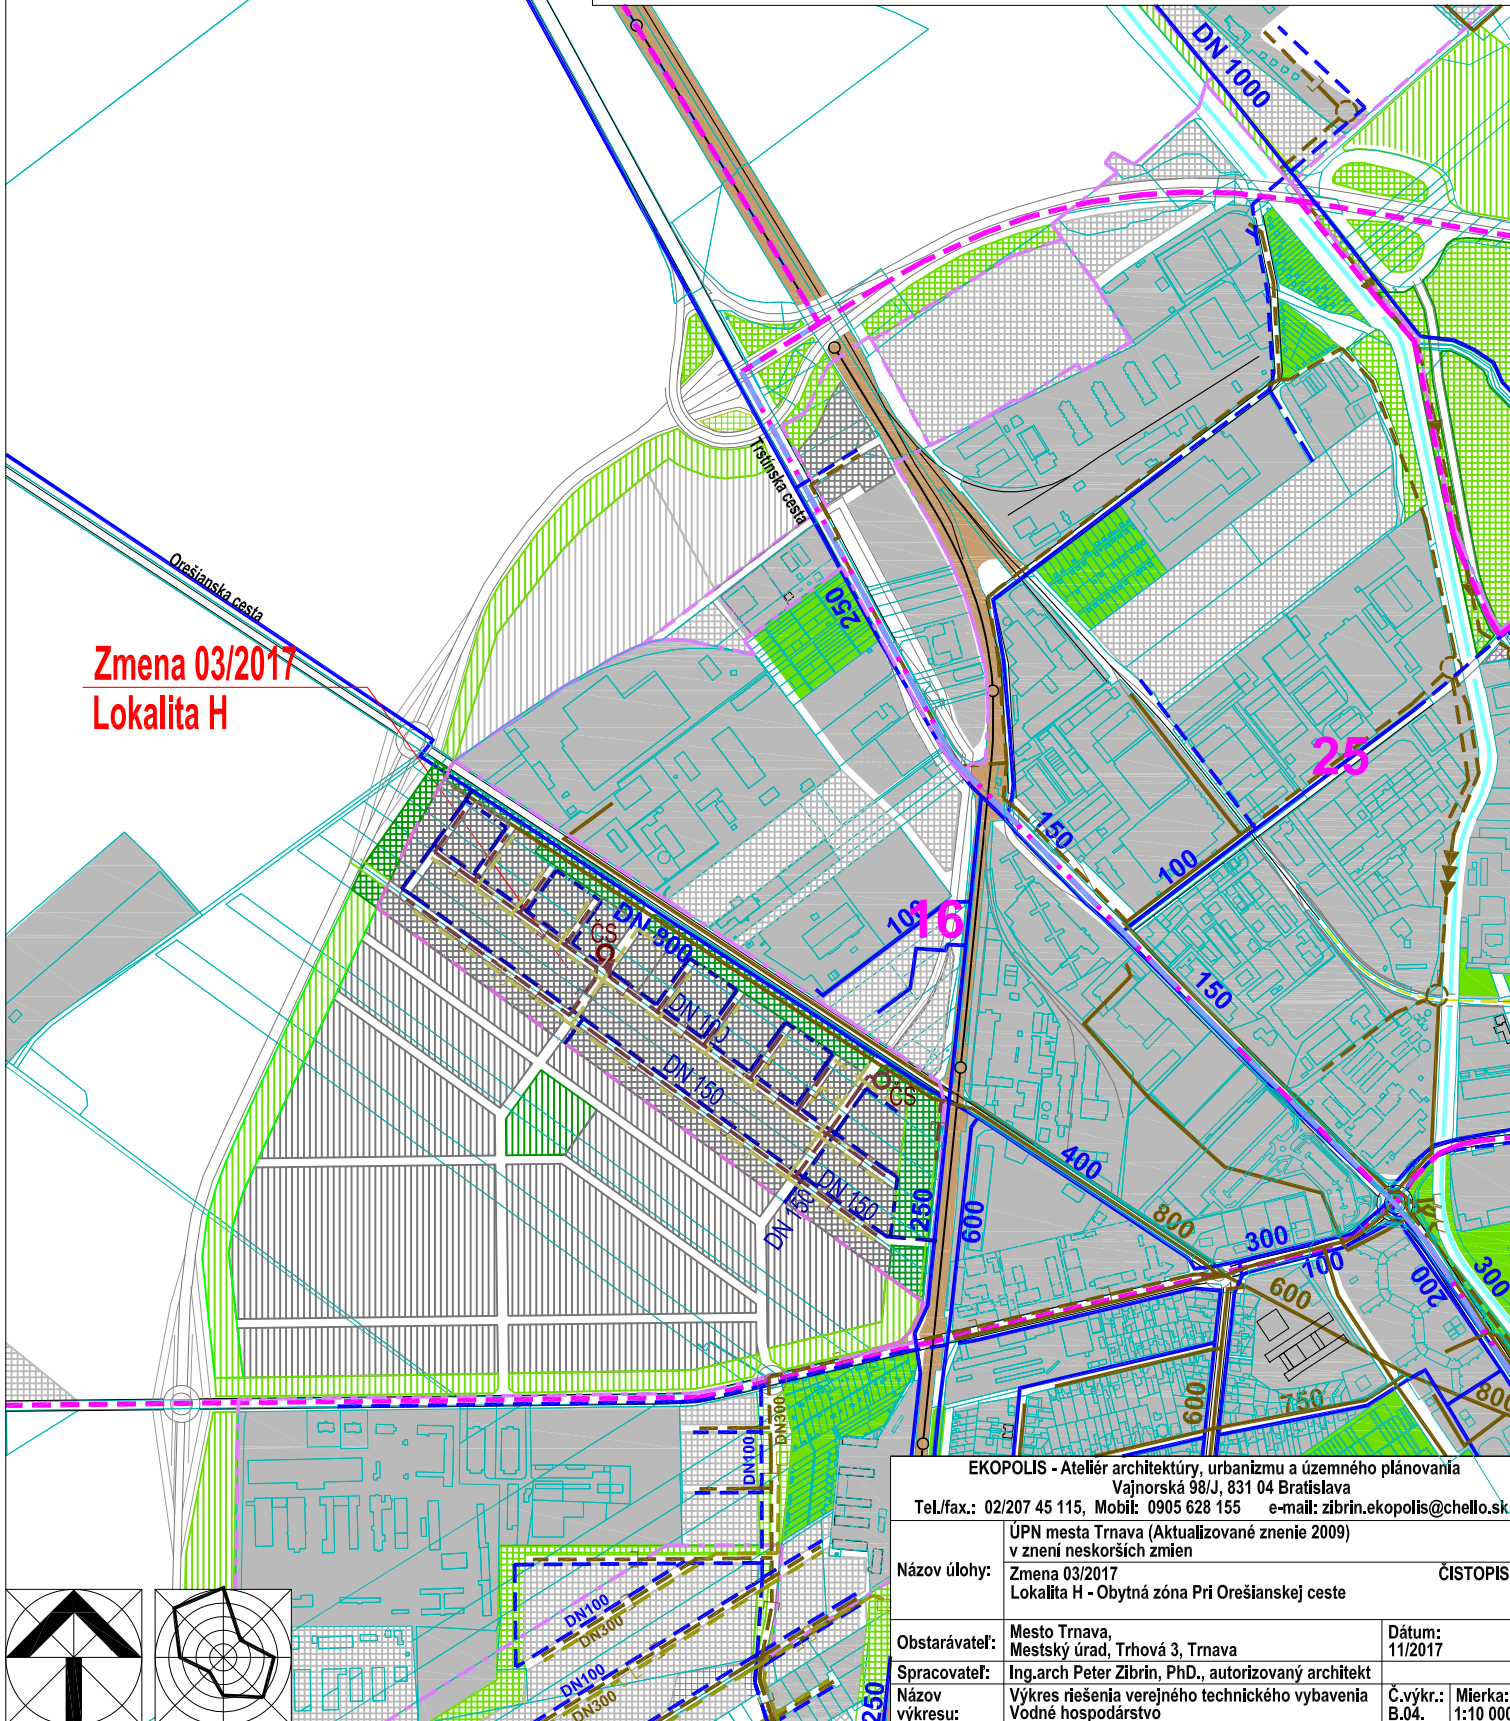 DN 1000
Trstínska cesta
Orešianska cesta
Zmena 03/2017
Lokalita H
250
25
150
100
100
16
DN 800
ČS
DN 100
DN 150
150
ČS
400
DN 150
DN 150
250
600
800
300
100
600
200
300
600
750
800
DN300
DN100
DN100
DN300
DN100
DN300
250
EKOPOLIS - Ateliér architektúry, urbanizmu a územného plánovania
Vajnorská 98/J, 831 04 Bratislava
Tel./fax.: 02/207 45 115, Mobil: 0905 628 155 e-mail: zibrin.ekopolis@chello.sk
Názov úlohy:
ÚPN mesta Trnava (Aktualizované znenie 2009)
v znení neskorších zmien
Zmena 03/2017 ČISTOPIS
Lokalita H - Obytná zóna Pri Orešianskej ceste
Obstarávateľ:
Mesto Trnava,
Mestský úrad, Trhová 3, Trnava
Dátum:
11/2017
Spracovateľ: Ing.arch Peter Zibrin, PhD., autorizovaný architekt
Názov
výkresu:
Výkres riešenia verejného technického vybavenia
Vodné hospodárstvo
Č.výkr.:
B.04.
Mierka:
1:10 000